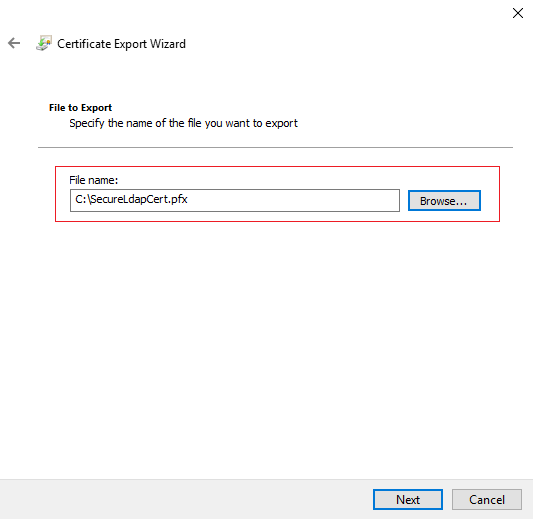 Certificate Export Wizard
File to Export
Specify the name of the file you want to export
File name:
C:\SecureLdapCert.pfx
Browse...
Next
Cancel